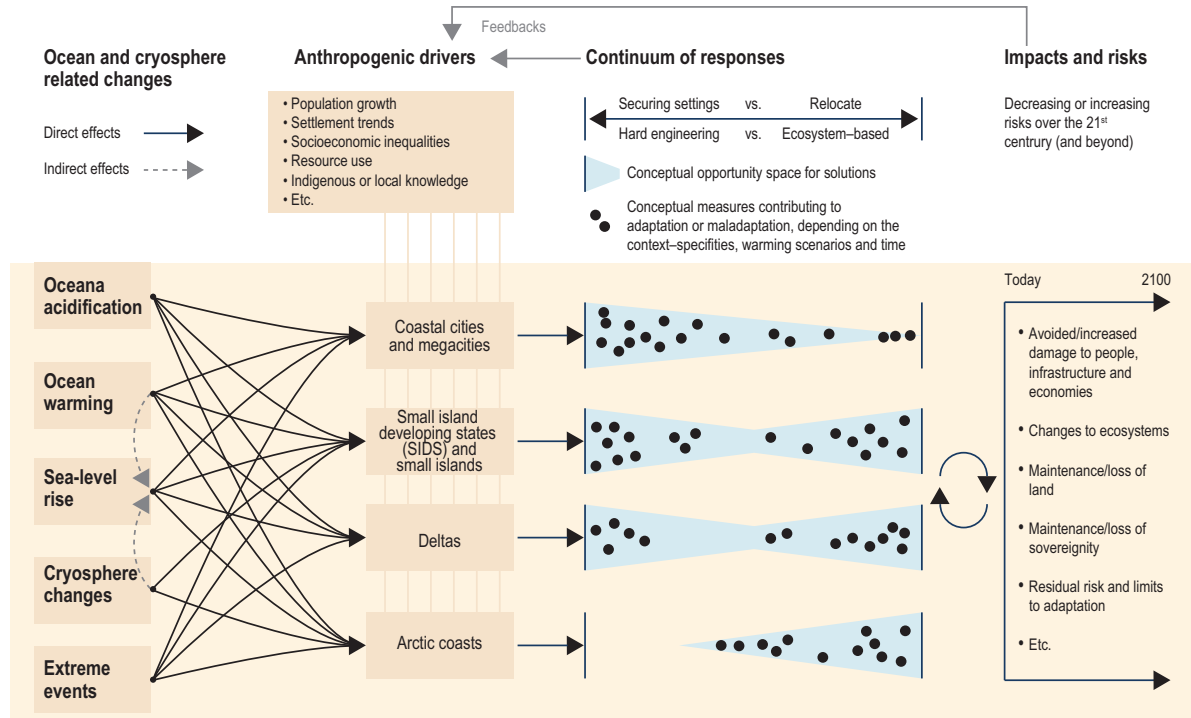 Feedbacks
Ocean and cryosphere
related changes
Direct effects
Indirect effects
Anthropogenic drivers
• Population growth
• Settlement trends
• Socioeconomic inequalities
• Resource use
• Indigenous or local knowledge
• Etc.
Continuum of responses
Securing settings vs. Relocate
Hard engineering vs. Ecosystem–based
Conceptual opportunity space for solutions
Conceptual measures contributing to
adaptation or maladaptation, depending on the
context–specifities, warming scenarios and time
Impacts and risks
Decreasing or increasing
risks over the 21st
centrury (and beyond)
Oceana
acidification
Ocean
warming
Sea-level
rise
Cryosphere
changes
Extreme
events
Coastal cities
and megacities
Small island
developing states
(SIDS) and
small islands
Deltas
Arctic coasts
Today 2100
• Avoided/increased
damage to people,
infrastructure and
economies
• Changes to ecosystems
• Maintenance/loss of
land
• Maintenance/loss of
sovereignity
• Residual risk and limits
to adaptation
• Etc.